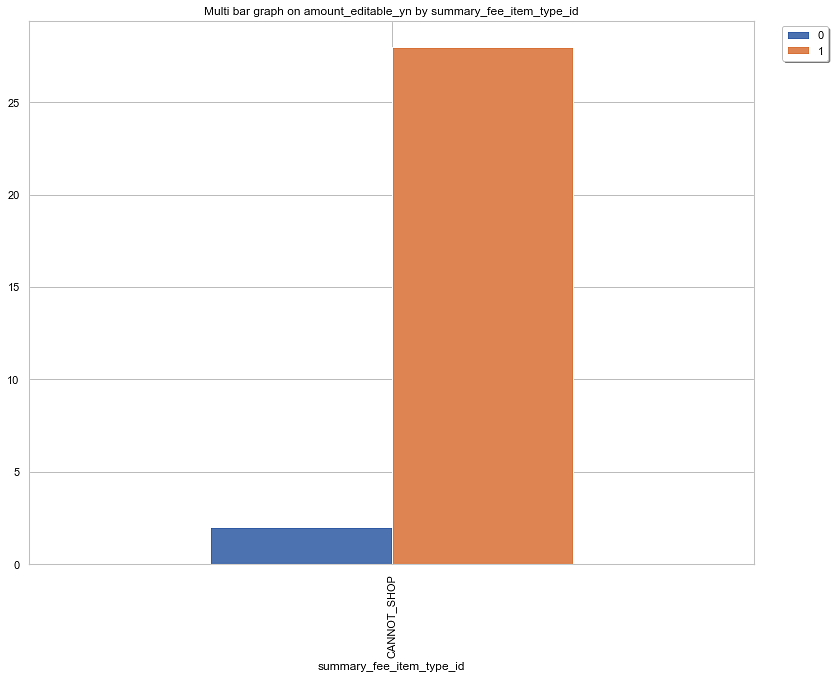 Multi bar graph on amount_editable_yn by summary_fee_item_type_id
0
1
25
20
15
10
5
0
CANNOT_SHOP
summary_fee_item_type_id